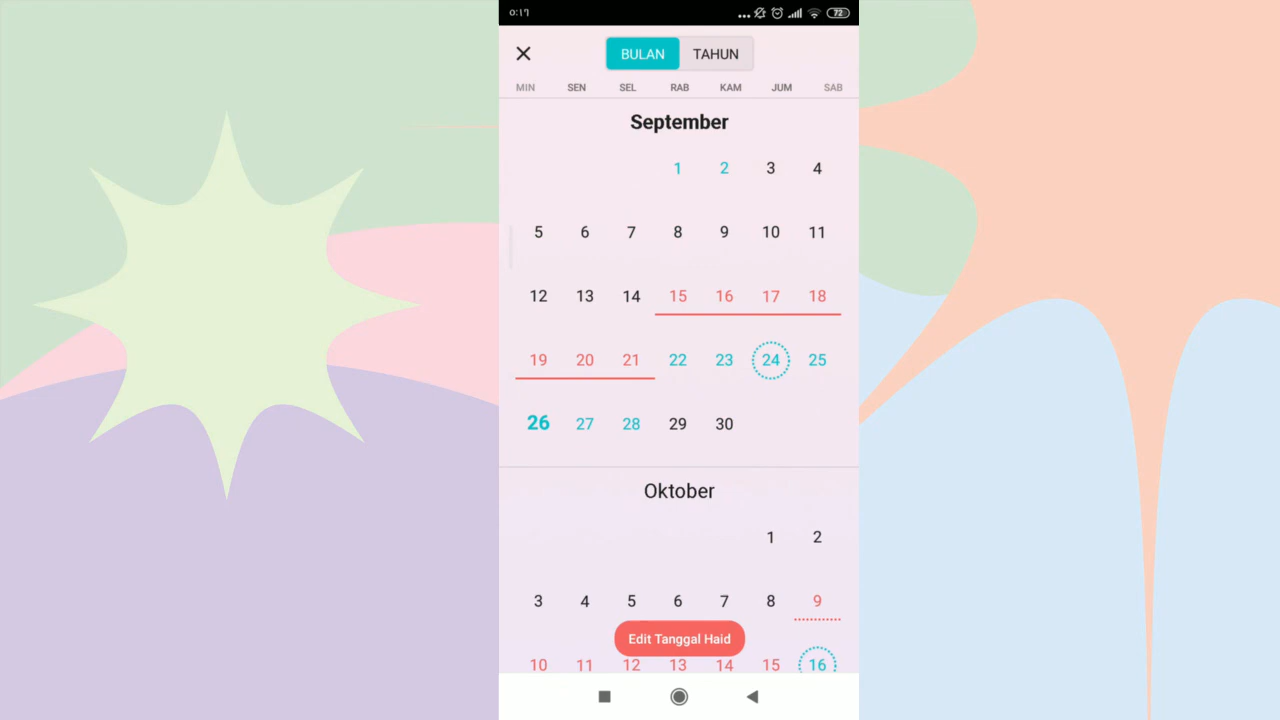 0:17
72
BULAN TAHUN
MIN SEN SEL RAB KAM JUM SAB
September
1 2 3 4
5 6 7 8 9 10 11
12 13 14 15 16 17 18
19 20 21 22 23 24 25
26 27 28 29 30
Oktober
1 2
3 4 5 6 7 8 9
Edit Tanggal Haid
10 11 12 13 14 15 16